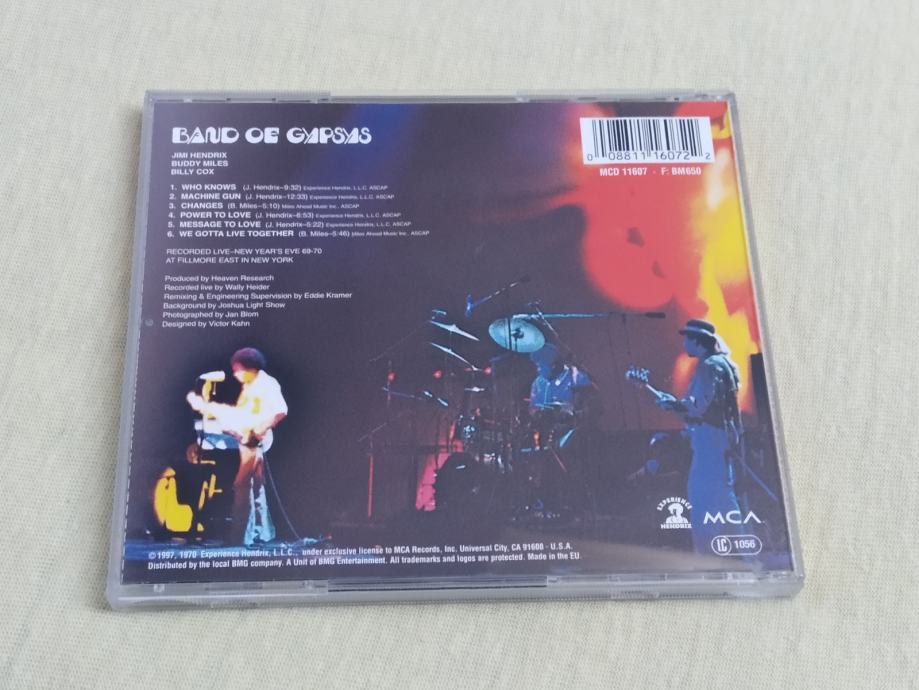 BAND OF GYPSYS
JIMI HENDRIX
BUDDY MILES
BILLY COX
1. WHO KNOWS (J. Hendrix–9:32) Experience Hendrix, L.L.C. ASCAP
2. MACHINE GUN (J. Hendrix–12:33) Experience Hendrix, L.L.C. ASCAP
3. CHANGES (B. Miles–5:10) Miles Ahead Music Inc., ASCAP
4. POWER TO LOVE (J. Hendrix–6:53) Experience Hendrix, L.L.C. ASCAP
5. MESSAGE TO LOVE (J. Hendrix–5:22) Experience Hendrix, L.L.C. ASCAP
6. WE GOTTA LIVE TOGETHER (B. Miles–5:46) Miles Ahead Music Inc., ASCAP
RECORDED LIVE–NEW YEAR'S EVE 69-70
AT FILLMORE EAST IN NEW YORK
Produced by Heaven Research
Recorded live by Wally Heider
Remixing & Engineering Supervision by Eddie Kramer
Background by Joshua Light Show
Photographed by Jan Blom
Designed by Victor Kahn
0 08811 16072 2
MCD 11607 · F: BM650
EXPERIENCE
HENDRIX
MCA
LC 1056
© 1997, 1970 Experience Hendrix, L.L.C., under exclusive license to MCA Records, Inc. Universal City, CA 91608 · U.S.A.
Distributed by the local BMG company. A Unit of BMG Entertainment. All trademarks and logos are protected. Made in the EU.